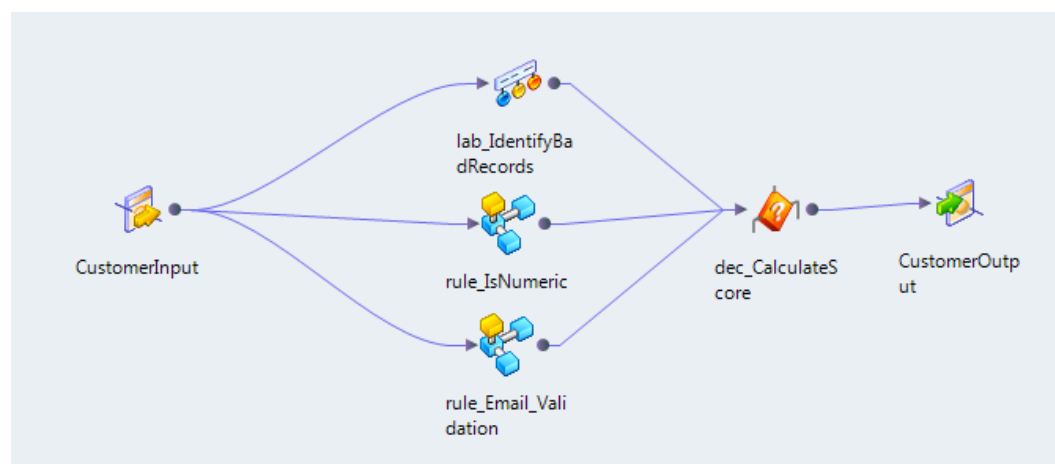 lab_IdentifyBa
dRecords
CustomerInput
rule_IsNumeric
dec_CalculateS
core
CustomerOutp
ut
rule_Email_Vali
dation